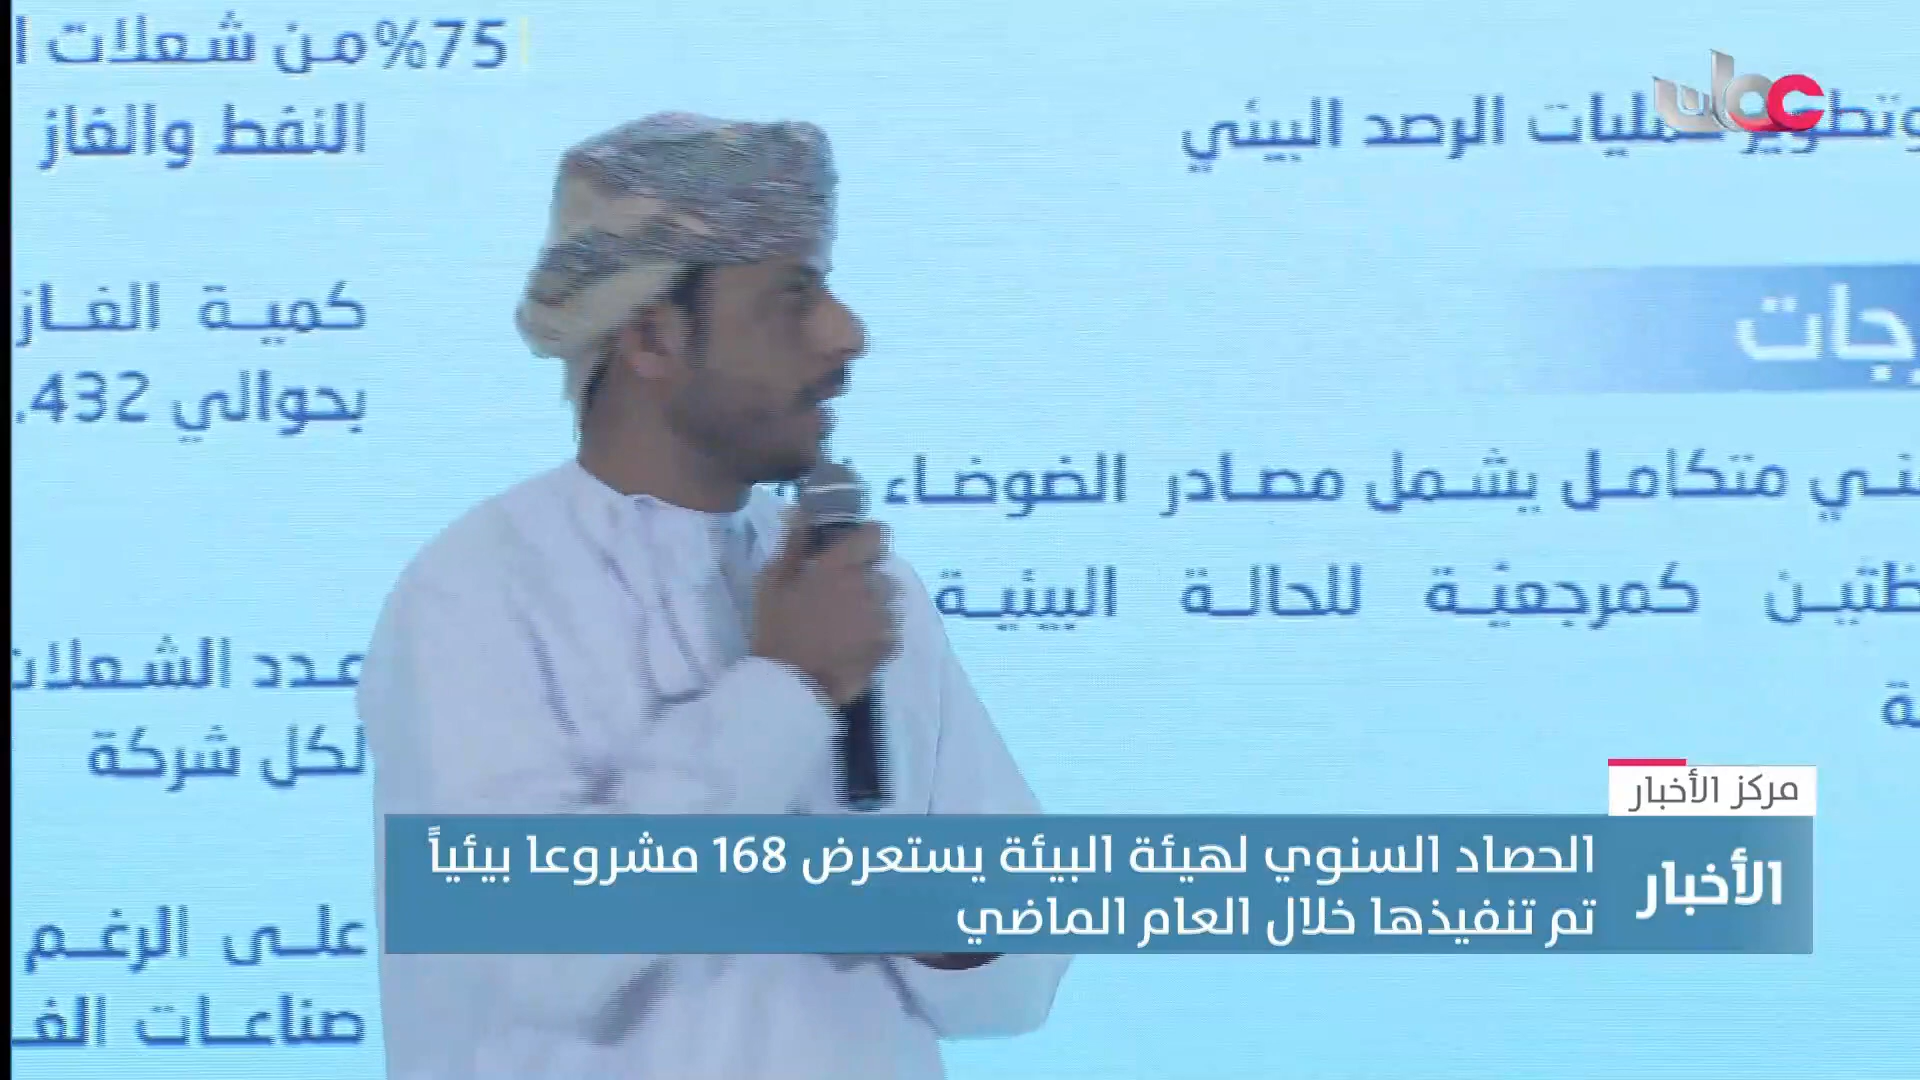 عمان
وتطوير عمليات الرصد البيئي
جات
ني متكامل يشمل مصادر الضوضاء
ظتين كمرجعية للحالة البيئية
ة
75% من شعلات ا
النفط والغاز
كمية الغاز
بحوالي 432.
عدد الشعلات
لكل شركة
على الرغم
صناعات الف
مركز الأخبار
الأخبار
الحصاد السنوي لهيئة البيئة يستعرض 168 مشروعا بيئياً
تم تنفيذها خلال العام الماضي